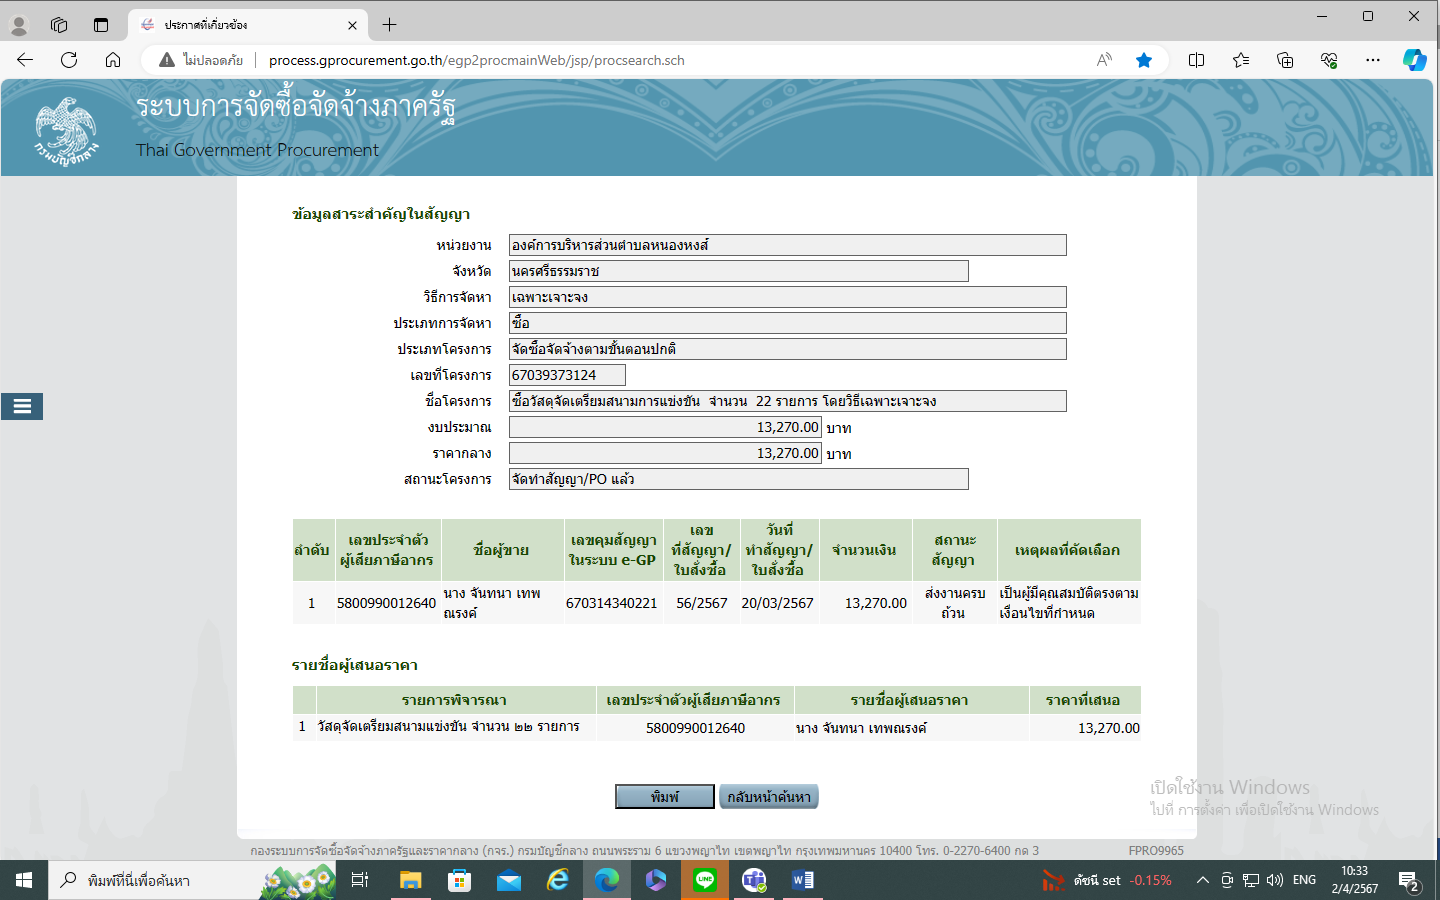 ประกาศที่เกี่ยวข้อง
ไม่ปลอดภัย
process.gprocurement.go.th/egp2procmainWeb/jsp/procsearch.sch
ระบบการจัดซื้อจัดจ้างภาครัฐ
Thai Government Procurement
กรมบัญชีกลาง
ข้อมูลสาระสำคัญในสัญญา
หน่วยงาน องค์การบริหารส่วนตำบลหนองหงส์
จังหวัด นครศรีธรรมราช
วิธีการจัดหา เฉพาะเจาะจง
ประเภทการจัดหา ซื้อ
ประเภทโครงการ จัดซื้อจัดจ้างตามขั้นตอนปกติ
เลขที่โครงการ 67039373124
ชื่อโครงการ ซื้อวัสดุจัดเตรียมสนามการแข่งขัน จำนวน 22 รายการ โดยวิธีเฉพาะเจาะจง
งบประมาณ 13,270.00 บาท
ราคากลาง 13,270.00 บาท
สถานะโครงการ จัดทำสัญญา/PO แล้ว
ลำดับ เลขประจำตัวผู้เสียภาษีอากร ชื่อผู้ขาย เลขคุมสัญญาในระบบ e-GP เลขที่สัญญา/ใบสั่งซื้อ วันที่ทำสัญญา/ใบสั่งซื้อ จำนวนเงิน สถานะสัญญา เหตุผลที่คัดเลือก
1 5800990012640 นาง จันทนา เทพณรงค์ 670314340221 56/2567 20/03/2567 13,270.00 ส่งงานครบถ้วน เป็นผู้มีคุณสมบัติตรงตามเงื่อนไขที่กำหนด
รายชื่อผู้เสนอราคา
รายการพิจารณา เลขประจำตัวผู้เสียภาษีอากร รายชื่อผู้เสนอราคา ราคาที่เสนอ
1 วัสดุจัดเตรียมสนามแข่งขัน จำนวน ๒๒ รายการ 5800990012640 นาง จันทนา เทพณรงค์ 13,270.00
พิมพ์ กลับหน้าค้นหา
เปิดใช้งาน Windows
ไปที่ การตั้งค่า เพื่อเปิดใช้งาน Windows
กองระบบการจัดซื้อจัดจ้างภาครัฐและราคากลาง (กจร.) กรมบัญชีกลาง ถนนพระราม 6 แขวงพญาไท เขตพญาไท กรุงเทพมหานคร 10400 โทร. 0-2270-6400 กด 3 FPRO9965
พิมพ์ที่นี่เพื่อค้นหา
LINE
ดัชนี set -0.15%
ENG
10:33
2/4/2567
2